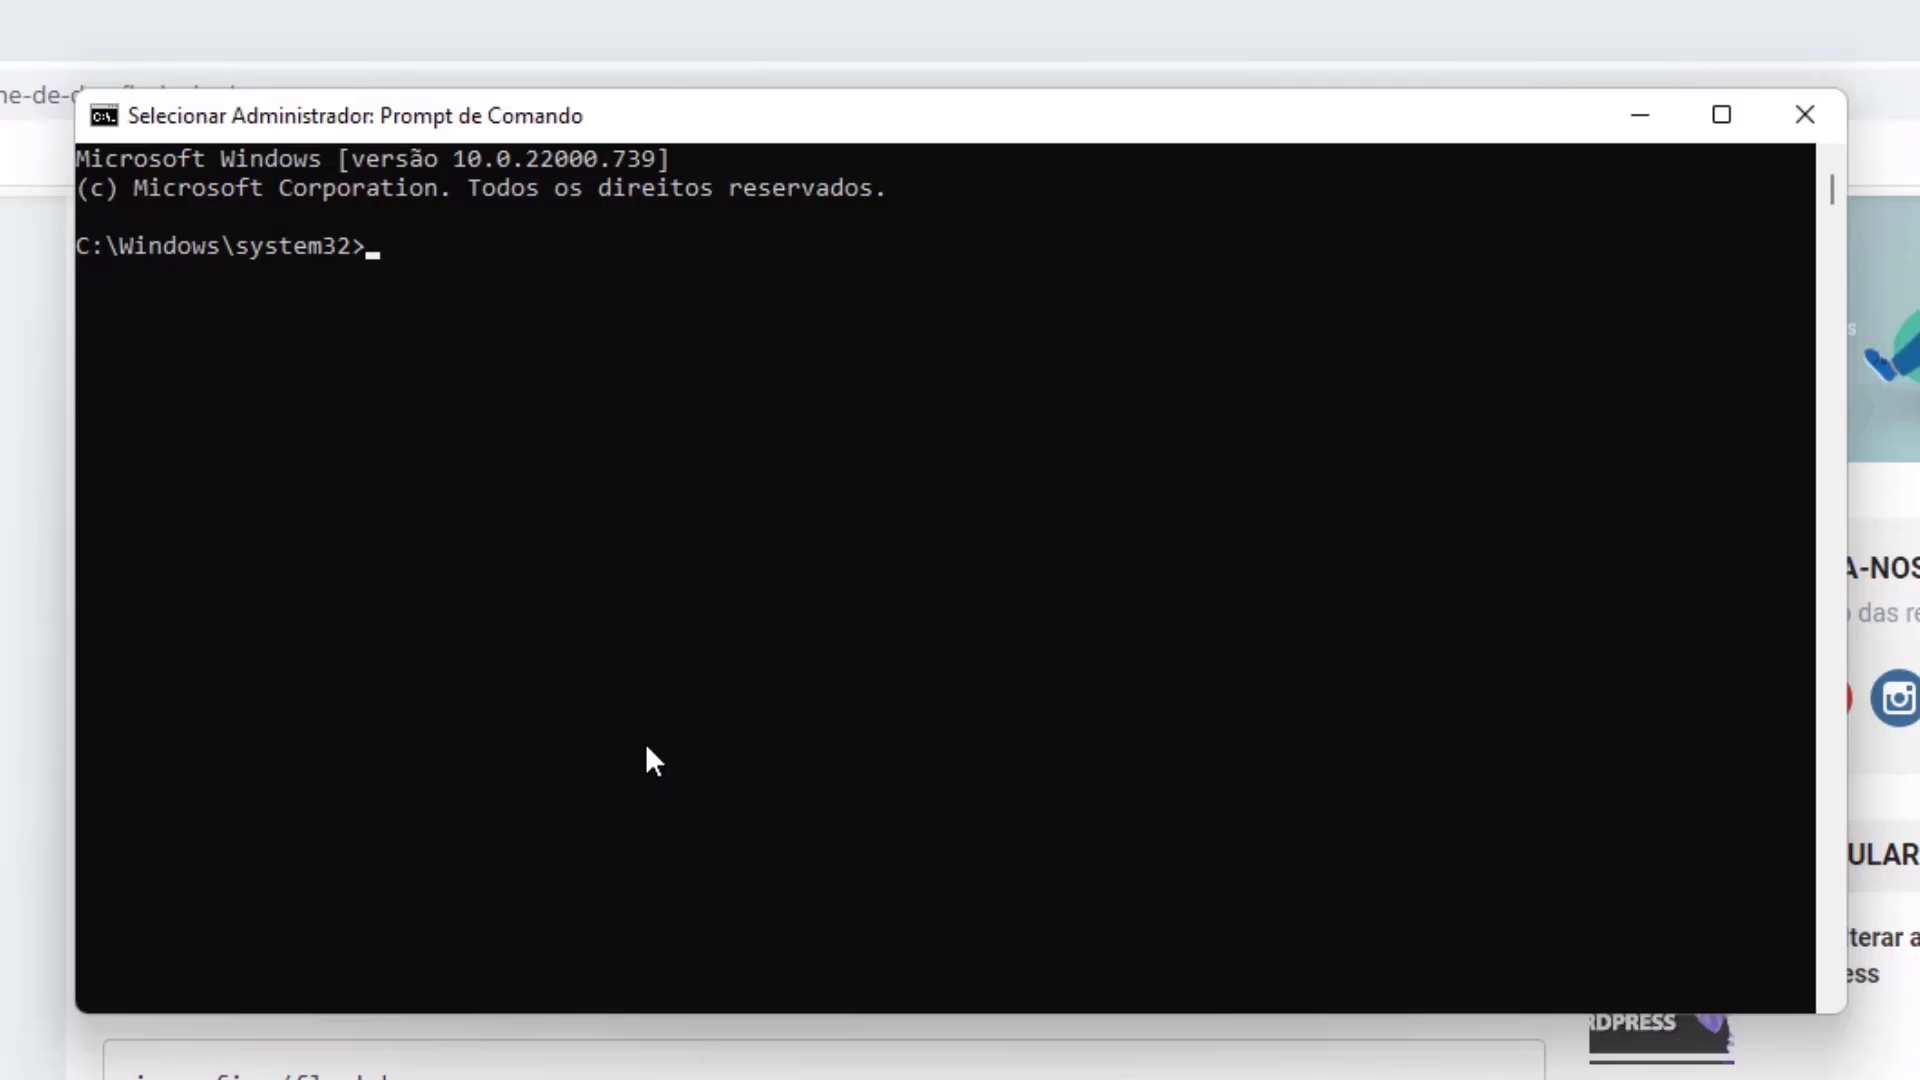 Selecionar Administrador: Prompt de Comando
Microsoft Windows [versão 10.0.22000.739]
(c) Microsoft Corporation. Todos os direitos reservados.
C:\Windows\system32>
A-NOS
das re
ULAR
lterar a
ess
RDPRESS